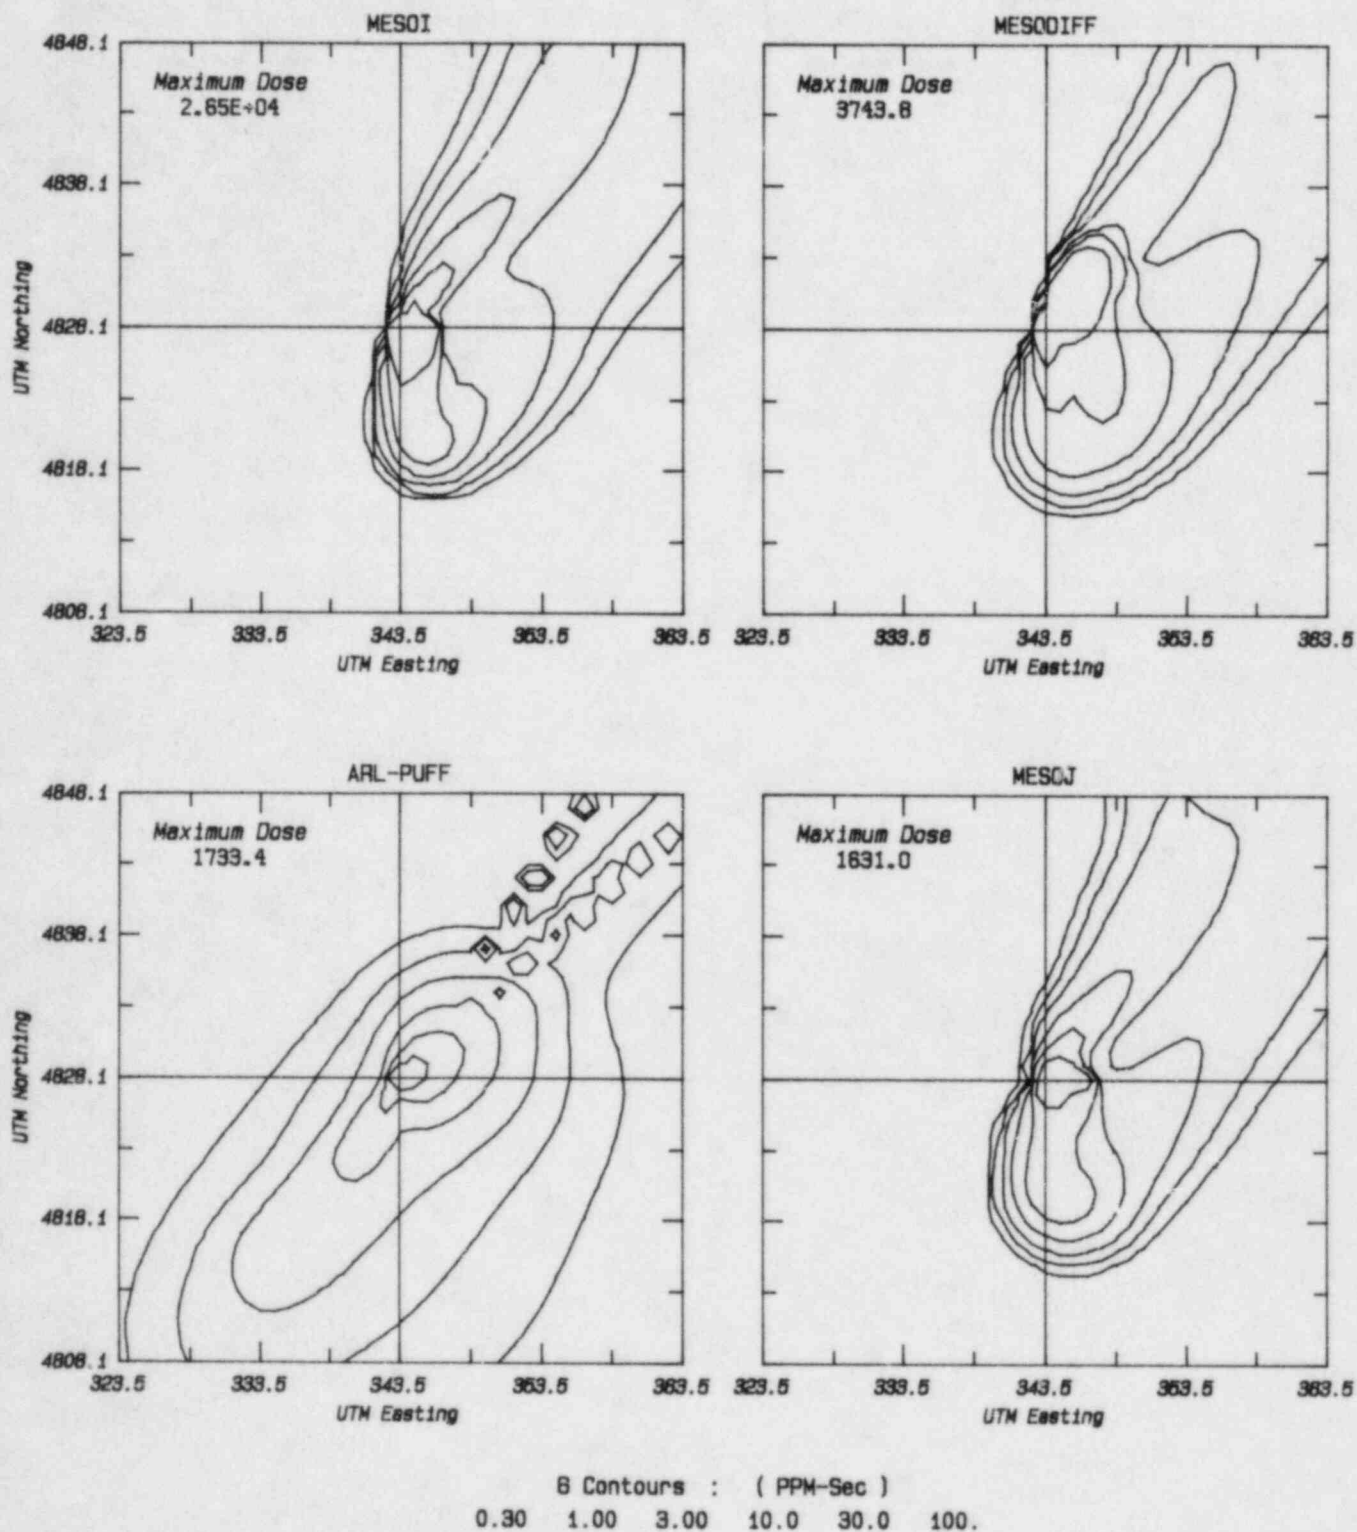 MESOI
Maximum Dose
2.65E+04
UTM Northing
4848.1
4838.1
4828.1
4818.1
4808.1
323.5 333.5 343.5 353.5 363.5
UTM Easting
MESODIFF
Maximum Dose
3743.8
323.5 333.5 343.5 353.5 363.5
UTM Easting
ARL-PUFF
Maximum Dose
1733.4
UTM Northing
4848.1
4838.1
4828.1
4818.1
4808.1
323.5 333.5 343.5 353.5 363.5
UTM Easting
MESOJ
Maximum Dose
1631.0
323.5 333.5 343.5 353.5 363.5
UTM Easting
6 Contours : ( PPM-Sec )
0.30 1.00 3.00 10.0 30.0 100.